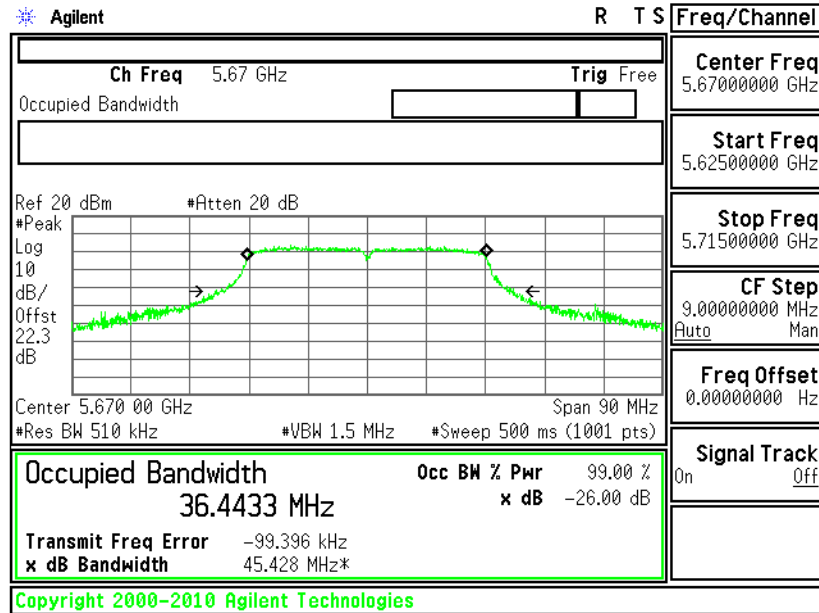 Agilent R T S Freq/Channel
Ch Freq 5.67 GHz Trig Free
Occupied Bandwidth
Center Freq
5.67000000 GHz
Start Freq
5.62500000 GHz
Stop Freq
5.71500000 GHz
CF Step
9.00000000 MHz
Auto Man
Freq Offset
0.00000000 Hz
Signal Track
On Off
Ref 20 dBm #Atten 20 dB
#Peak
Log
10
dB/
Offst
22.3
dB
Center 5.670 00 GHz Span 90 MHz
#Res BW 510 kHz #VBW 1.5 MHz #Sweep 500 ms (1001 pts)
Occupied Bandwidth Occ BW % Pwr 99.00 %
36.4433 MHz x dB -26.00 dB
Transmit Freq Error -99.396 kHz
x dB Bandwidth 45.428 MHz*
Copyright 2000-2010 Agilent Technologies